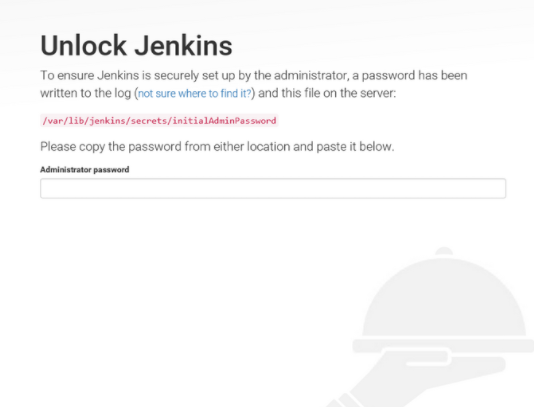 Unlock Jenkins
To ensure Jenkins is securely set up by the administrator, a password has been
written to the log (not sure where to find it?) and this file on the server:
/var/lib/jenkins/secrets/initialAdminPassword
Please copy the password from either location and paste it below.
Administrator password